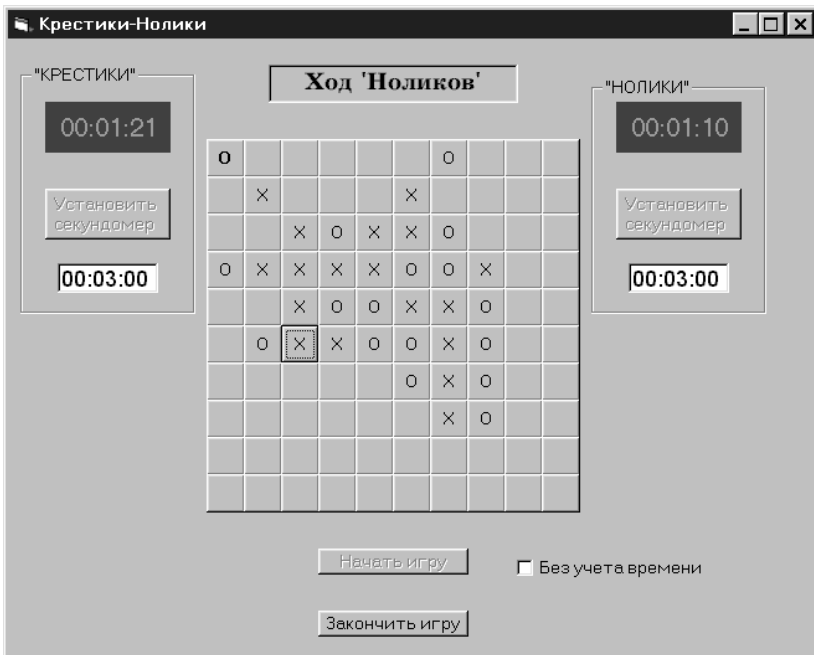 Крестики-Нолики
"КРЕСТИКИ"
00:01:21
Установить
секундомер
00:03:00
Ход 'Ноликов'
"НОЛИКИ"
00:01:10
Установить
секундомер
00:03:00
O O
X X
X O X X O
O X X X X O O X
X O O X X O
O X X O O X O
O X O
X O
Начать игру
Без учета времени
Закончить игру